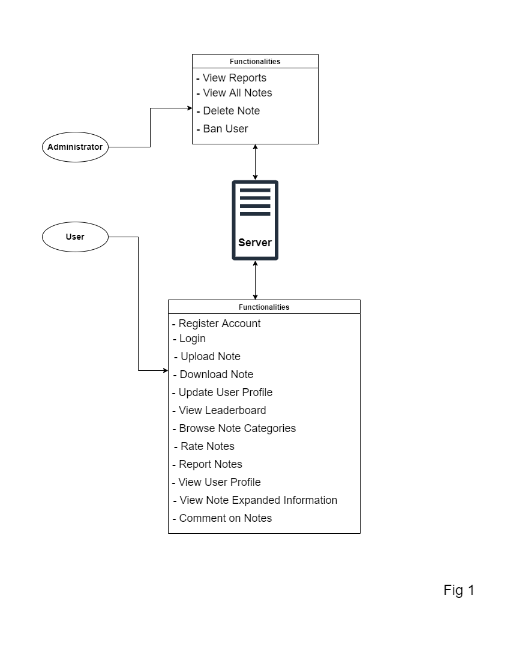 Functionalities
- View Reports
- View All Notes
- Delete Note
- Ban User
Administrator
User
Server
Functionalities
- Register Account
- Login
- Upload Note
- Download Note
- Update User Profile
- View Leaderboard
- Browse Note Categories
- Rate Notes
- Report Notes
- View User Profile
- View Note Expanded Information
- Comment on Notes
Fig 1